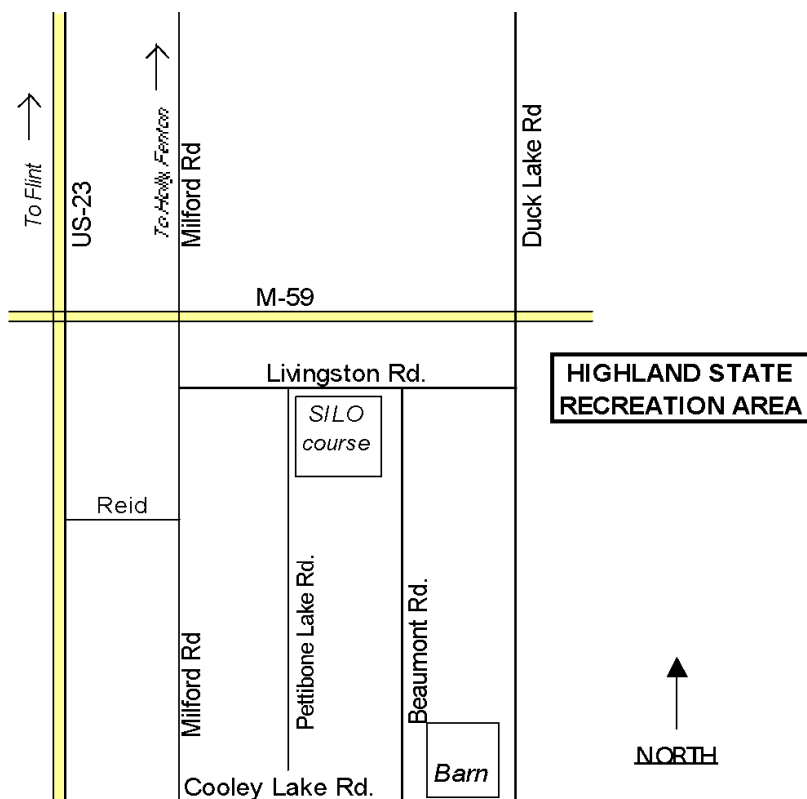 To Flint
US-23
To Holly, Fenton
Milford Rd
Duck Lake Rd
M-59
Livingston Rd.
HIGHLAND STATE
RECREATION AREA
SILO
course
Reid
Milford Rd
Pettibone Lake Rd.
Beaumont Rd.
NORTH
Barn
Cooley Lake Rd.